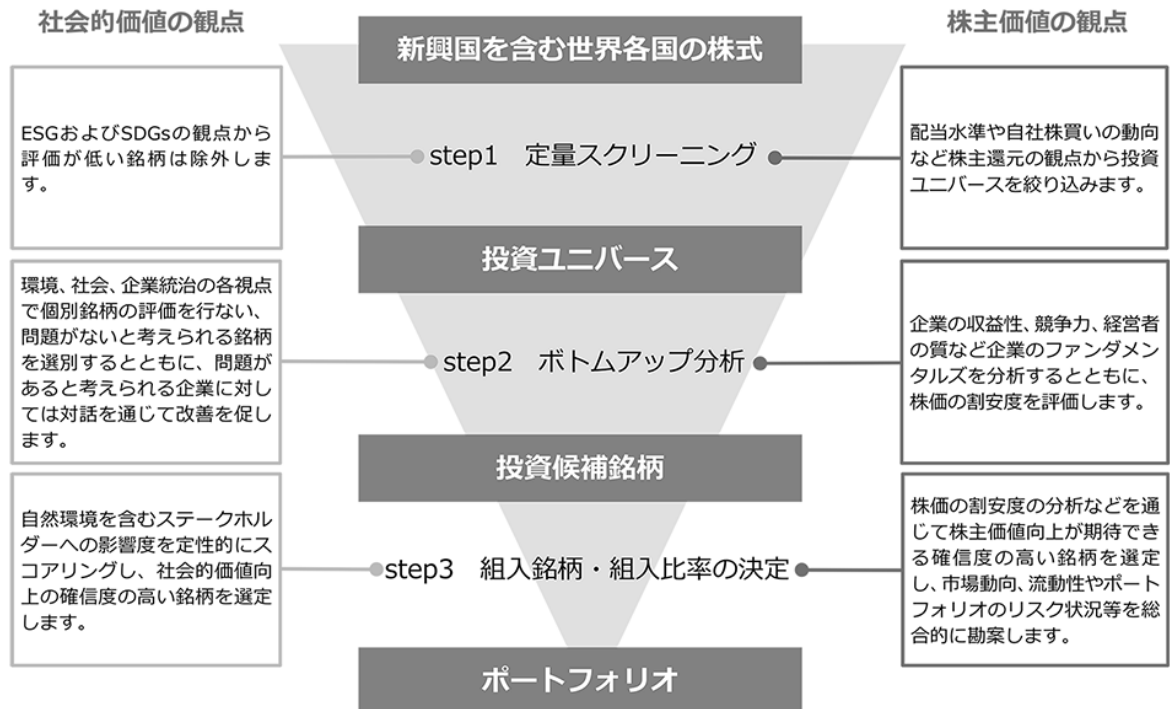 社会的価値の観点
株主価値の観点
新興国を含む世界各国の株式
ESGおよびSDGsの観点から
評価が低い銘柄は除外しま
す。
step1　定量スクリーニング
配当水準や自社株買いの動向
など株主還元の観点から投資
ユニバースを絞り込みます。
投資ユニバース
環境、社会、企業統治の各視点
で個別銘柄の評価を行ない、
問題がないと考えられる銘柄
を選別するとともに、問題が
あると考えられる企業に対し
ては対話を通じて改善を促し
ます。
step2　ボトムアップ分析
企業の収益性、競争力、経営者
の質など企業のファンダメン
タルズを分析するとともに、
株価の割安度を評価します。
投資候補銘柄
自然環境を含むステークホル
ダーへの影響度を定性的にス
コアリングし、社会的価値向
上の確信度の高い銘柄を選定
します。
step3　組入銘柄・組入比率の決定
株価の割安度の分析などを通
じて株主価値向上が期待でき
る確信度の高い銘柄を選定
し、市場動向、流動性やポート
フォリオのリスク状況等を総
合的に勘案します。
ポートフォリオ